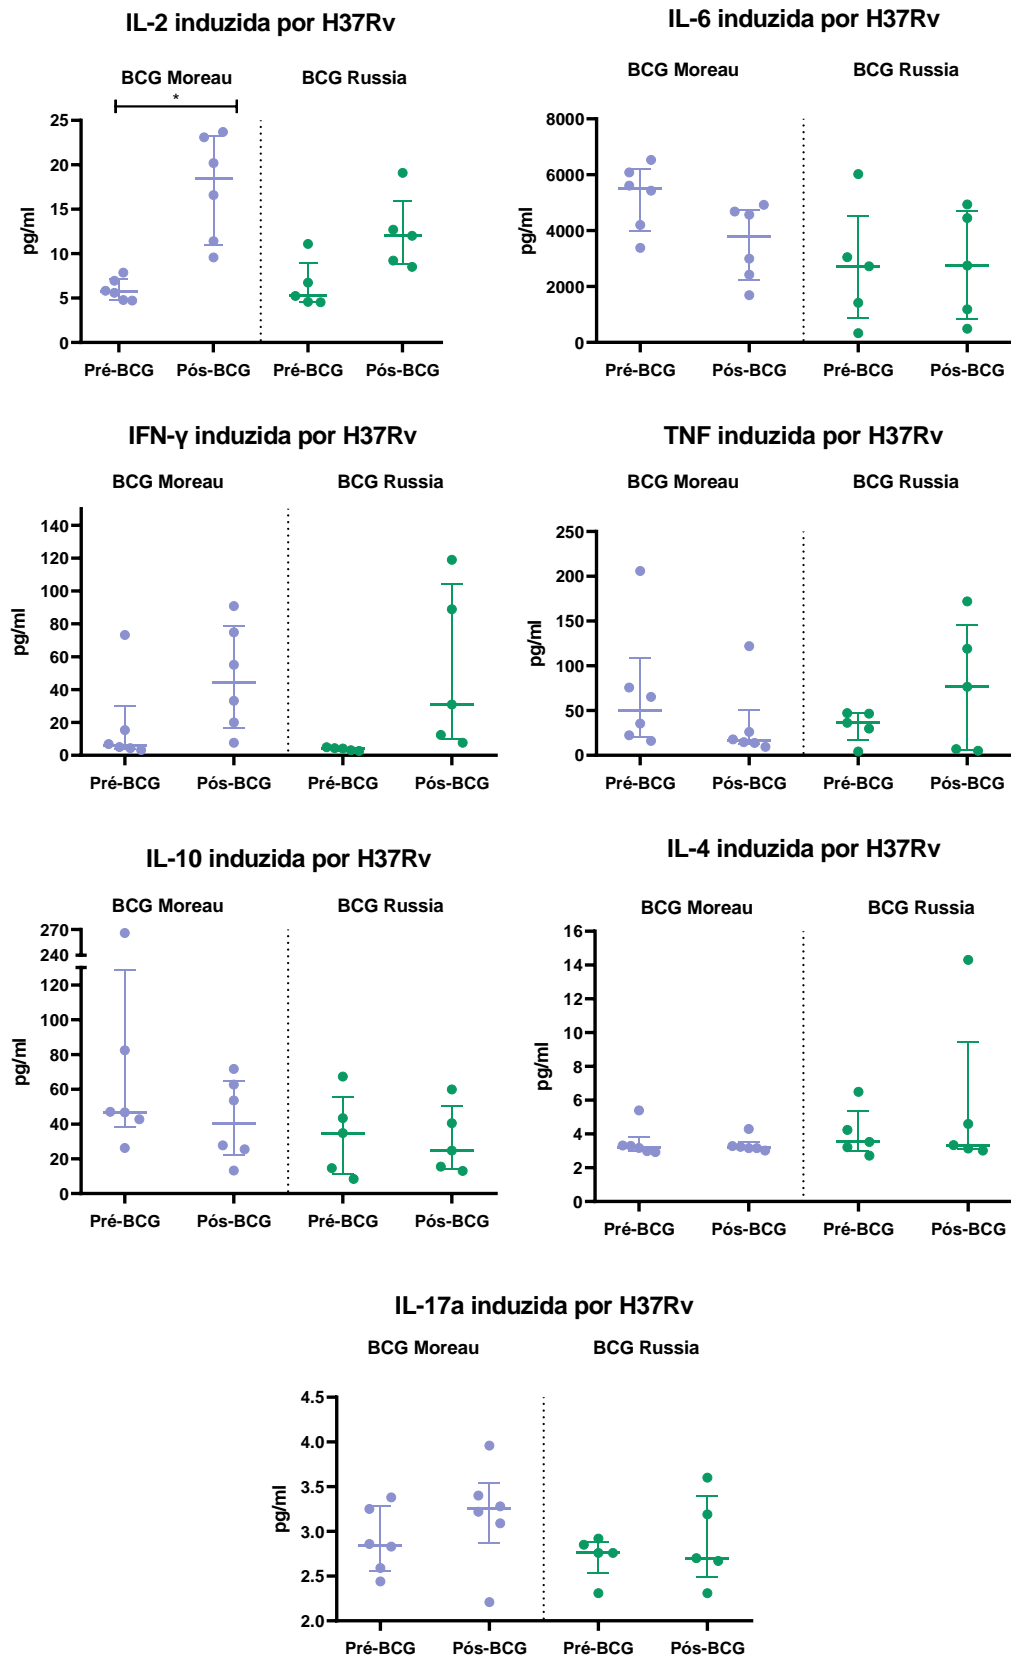 IL-2 induzida por H37Rv
BCG Moreau
BCG Russia
*
25
20
15
10
5
0
pg/ml
Pré-BCG
Pós-BCG
Pré-BCG
Pós-BCG
IL-6 induzida por H37Rv
BCG Moreau
BCG Russia
8000
6000
4000
2000
0
pg/ml
Pré-BCG
Pós-BCG
Pré-BCG
Pós-BCG
IFN-γ induzida por H37Rv
BCG Moreau
BCG Russia
140
120
100
80
60
40
20
0
pg/ml
Pré-BCG
Pós-BCG
Pré-BCG
Pós-BCG
TNF induzida por H37Rv
BCG Moreau
BCG Russia
250
200
150
100
50
0
pg/ml
Pré-BCG
Pós-BCG
Pré-BCG
Pós-BCG
IL-10 induzida por H37Rv
BCG Moreau
BCG Russia
270
240
120
100
80
60
40
20
0
pg/ml
Pré-BCG
Pós-BCG
Pré-BCG
Pós-BCG
IL-4 induzida por H37Rv
BCG Moreau
BCG Russia
16
14
12
10
8
6
4
2
0
pg/ml
Pré-BCG
Pós-BCG
Pré-BCG
Pós-BCG
IL-17a induzida por H37Rv
BCG Moreau
BCG Russia
4.5
4.0
3.5
3.0
2.5
2.0
pg/ml
Pré-BCG
Pós-BCG
Pré-BCG
Pós-BCG